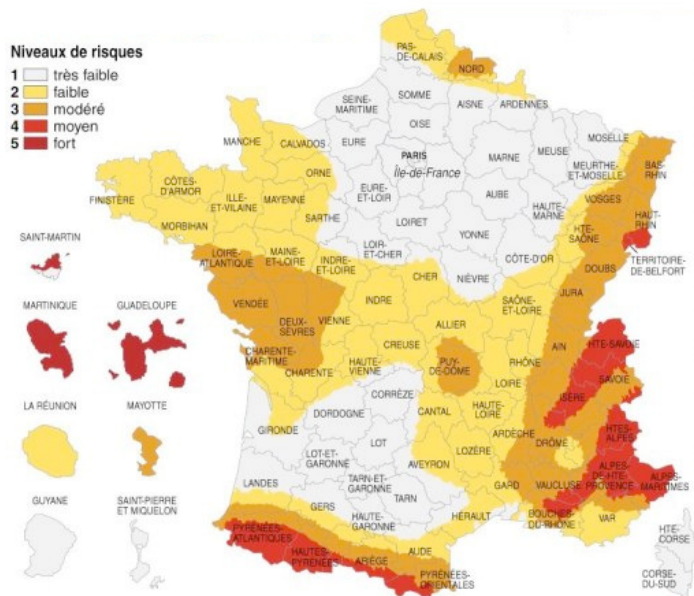 Niveaux de risques
1 très faible
2 faible
3 modéré
4 moyen
5 fort
PAS-
DE-CALAIS
NORD
SOMME
SEINE-
MARITIME
AISNE
ARDENNES
OISE
MANCHE
CALVADOS
EURE
PARIS
Île-de-France
MARNE
MEUSE
MOSELLE
MEURTHE-
ET-MOSELLE
BAS-
RHIN
ORNE
FINISTÈRE
CÔTES-
D'ARMOR
ILLE-
ET-VILAINE
MAYENNE
EURE-
ET-LOIR
AUBE
HAUTE-
MARNE
VOSGES
HAUT-
RHIN
MORBIHAN
SARTHE
LOIRET
YONNE
HTE-
SAÔNE
TERRITOIRE-
DE-BELFORT
LOIRE-
ATLANTIQUE
MAINE-
ET-LOIRE
INDRE-
ET-LOIRE
LOIR-
ET-CHER
CHER
NIÈVRE
CÔTE-D'OR
DOUBS
VENDÉE
DEUX-
SÈVRES
VIENNE
INDRE
SAÔNE-
ET-LOIRE
JURA
CHARENTE-
MARITIME
CHARENTE
HAUTE-
VIENNE
CREUSE
ALLIER
PUY-
DE-DÔME
RHÔNE
LOIRE
AIN
HTE-SAVOIE
SAVOIE
ISÈRE
CORRÈZE
DORDOGNE
GIRONDE
CANTAL
HAUTE-
LOIRE
ARDÈCHE
DRÔME
HTES-
ALPES
LOT
LOT-ET-
GARONNE
AVEYRON
LOZÈRE
TARN-ET-
GARONNE
LANDES
GERS
TARN
GARD
VAUCLUSE
ALPES-
DE-HTE-
PROVENCE
ALPES-
MARITIMES
HAUTE-
GARONNE
HÉRAULT
BOUCHES-
DU-RHÔNE
VAR
PYRÉNÉES-
ATLANTIQUES
HAUTES-
PYRÉNÉES
ARIÈGE
AUDE
PYRÉNÉES-
ORIENTALES
HTE-
CORSE
CORSE-
DU-SUD
SAINT-MARTIN
MARTINIQUE
GUADELOUPE
LA RÉUNION
MAYOTTE
GUYANE
SAINT-PIERRE
ET MIQUELON